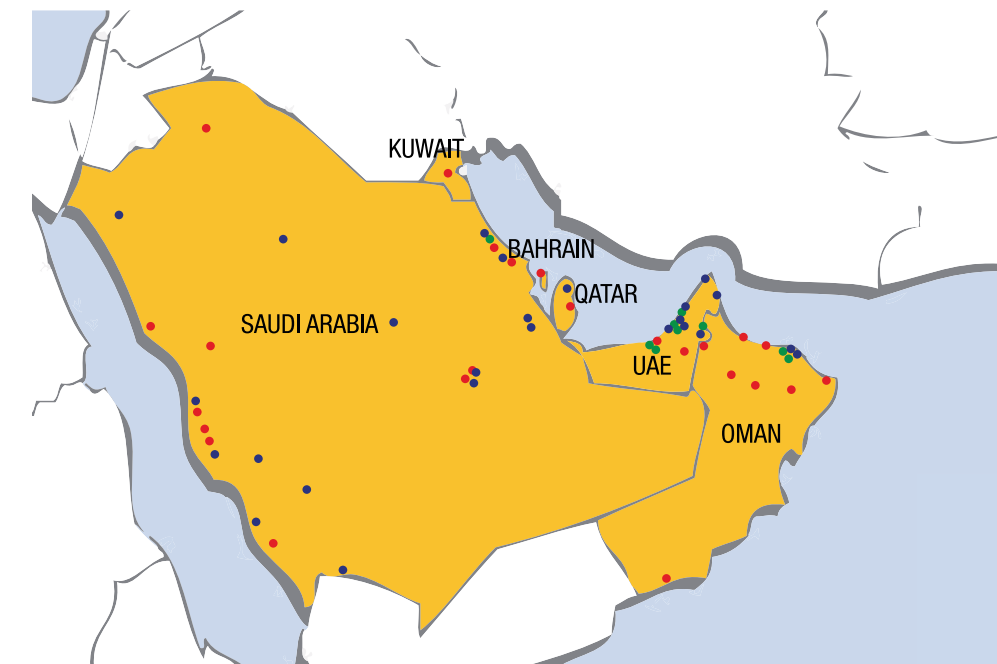 KUWAIT
BAHRAIN
QATAR
SAUDI ARABIA
UAE
OMAN